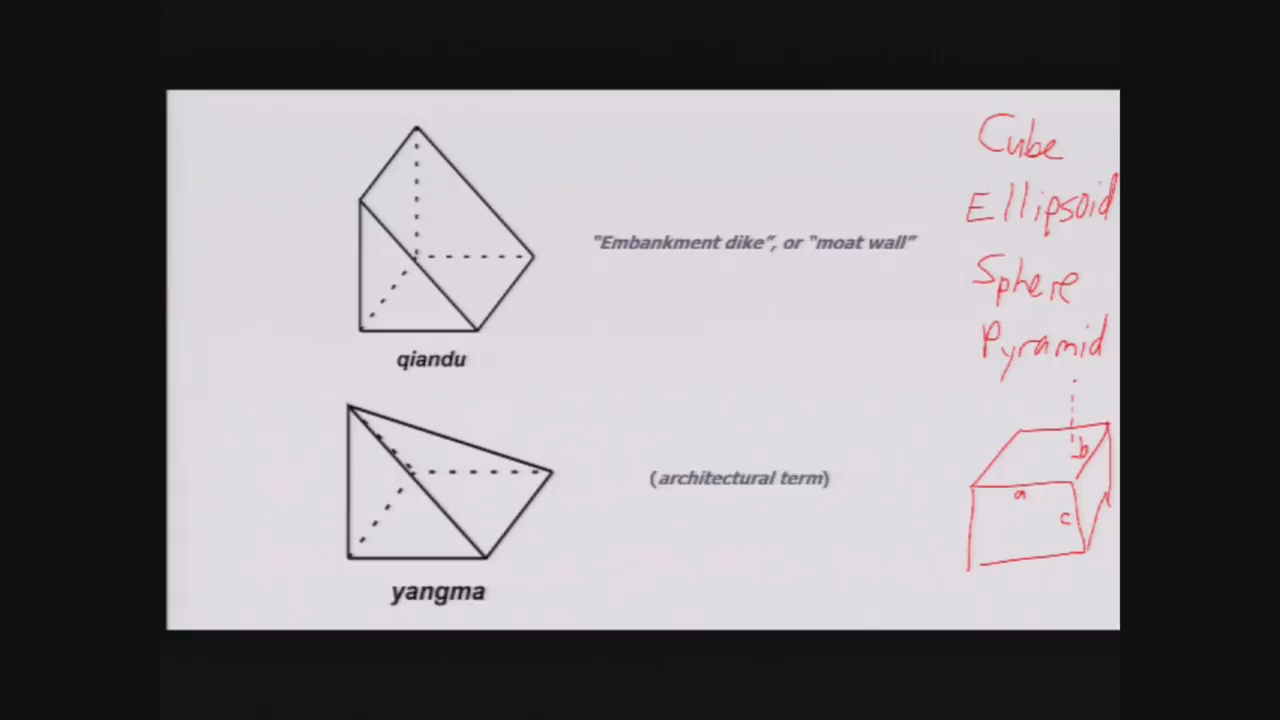 "Embankment dike", or "moat wall"
qiandu
(architectural term)
yangma
Cube
Ellipsoid
Sphere
Pyramid
b
a
c